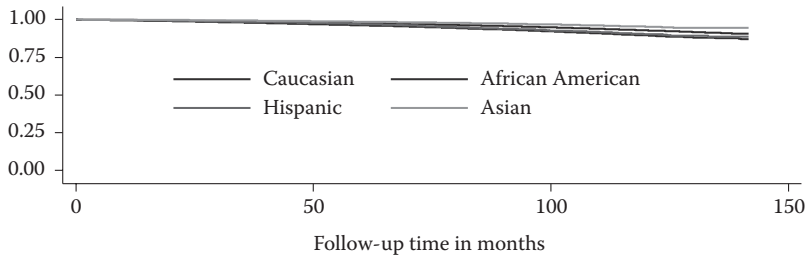 1.00
0.75
0.50
0.25
0.00
Caucasian African American
Hispanic Asian
0 50 100 150
Follow-up time in months